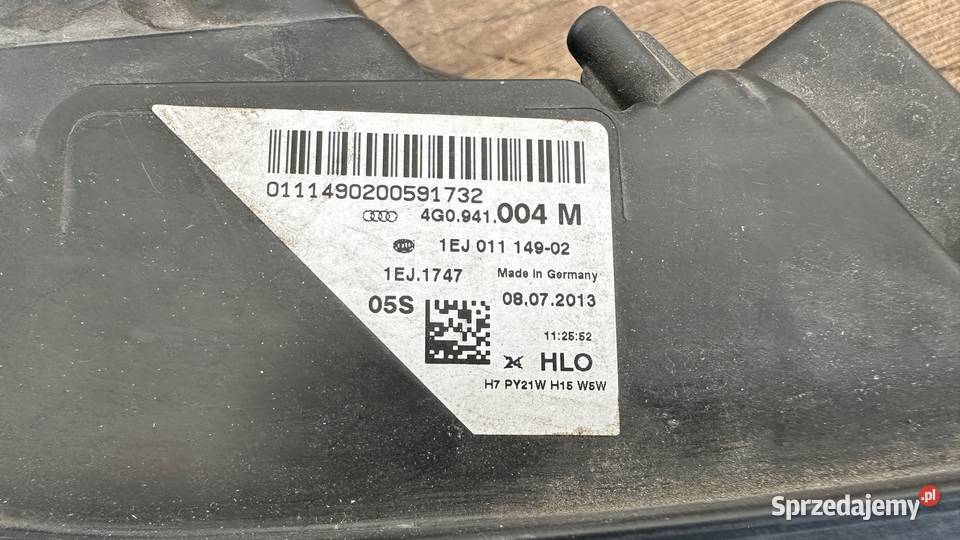 0111490200591732
4G0.941.004 M
1EJ 011 149-02
1EJ.1747 Made in Germany
05S 08.07.2013
11:25:52
HLO
H7 PY21W H15 W5W
Sprzedajemy.pl